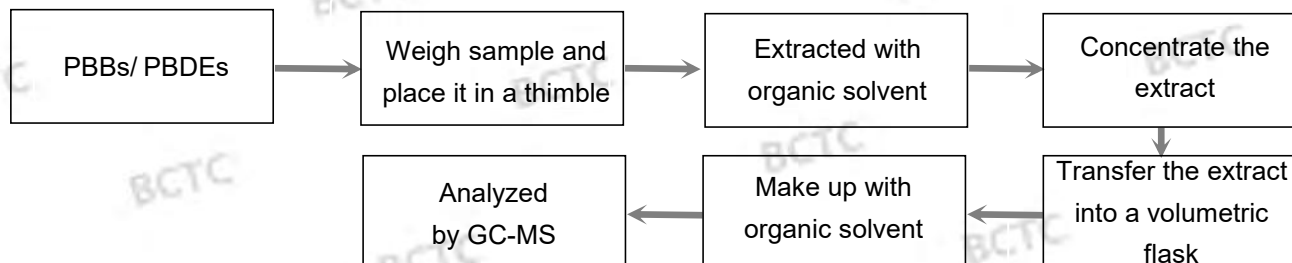 PBBs/ PBDEs
Weigh sample and
place it in a thimble
Extracted with
organic solvent
Concentrate the
extract
Transfer the extract
into a volumetric
flask
Make up with
organic solvent
Analyzed
by GC-MS
BCTC
BCTC
BCTC
BCTC
BCTC
BCTC